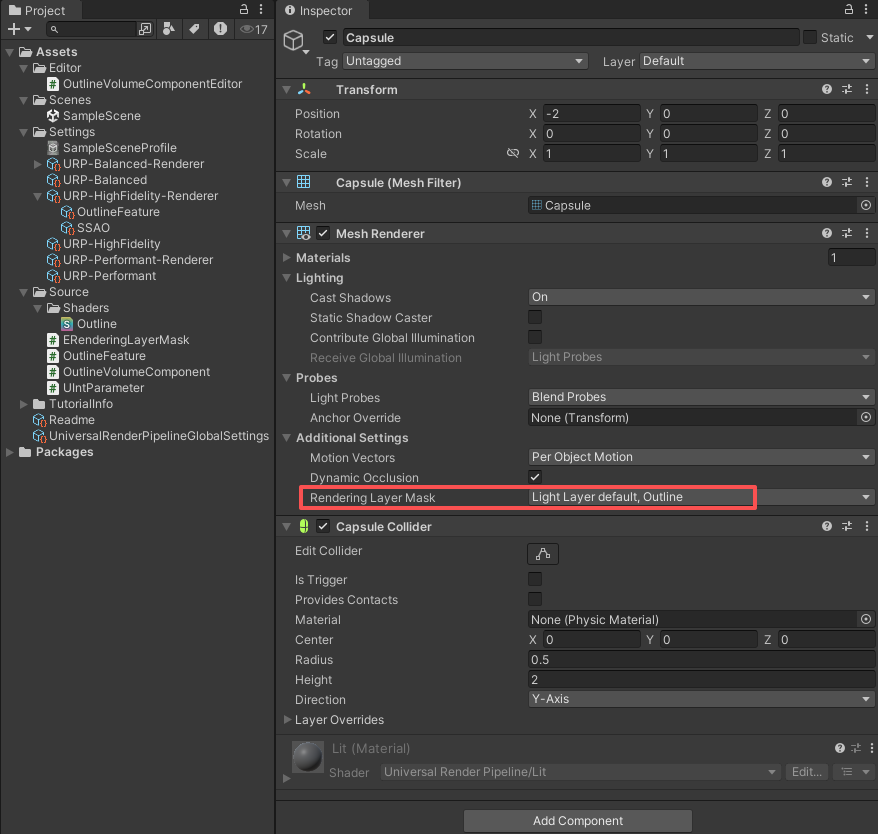 Project
17
Assets
Editor
OutlineVolumeComponentEditor
Scenes
SampleScene
Settings
SampleSceneProfile
URP-Balanced-Renderer
URP-Balanced
URP-HighFidelity-Renderer
OutlineFeature
SSAO
URP-HighFidelity
URP-Performant-Renderer
URP-Performant
Source
Shaders
Outline
ERenderingLayerMask
OutlineFeature
OutlineVolumeComponent
UIntParameter
TutorialInfo
Readme
UniversalRenderPipelineGlobalSettings
Packages
Inspector
Capsule Static
Tag Untagged Layer Default
Transform
Position X -2 Y 0 Z 0
Rotation X 0 Y 0 Z 0
Scale X 1 Y 1 Z 1
Capsule (Mesh Filter)
Mesh Capsule
Mesh Renderer
Materials 1
Lighting
Cast Shadows On
Static Shadow Caster
Contribute Global Illumination
Receive Global Illumination Light Probes
Probes
Light Probes Blend Probes
Anchor Override None (Transform)
Additional Settings
Motion Vectors Per Object Motion
Dynamic Occlusion
Rendering Layer Mask Light Layer default, Outline
Capsule Collider
Edit Collider
Is Trigger
Provides Contacts
Material None (Physic Material)
Center X 0 Y 0 Z 0
Radius 0.5
Height 2
Direction Y-Axis
Layer Overrides
Lit (Material)
Shader Universal Render Pipeline/Lit Edit...
Add Component